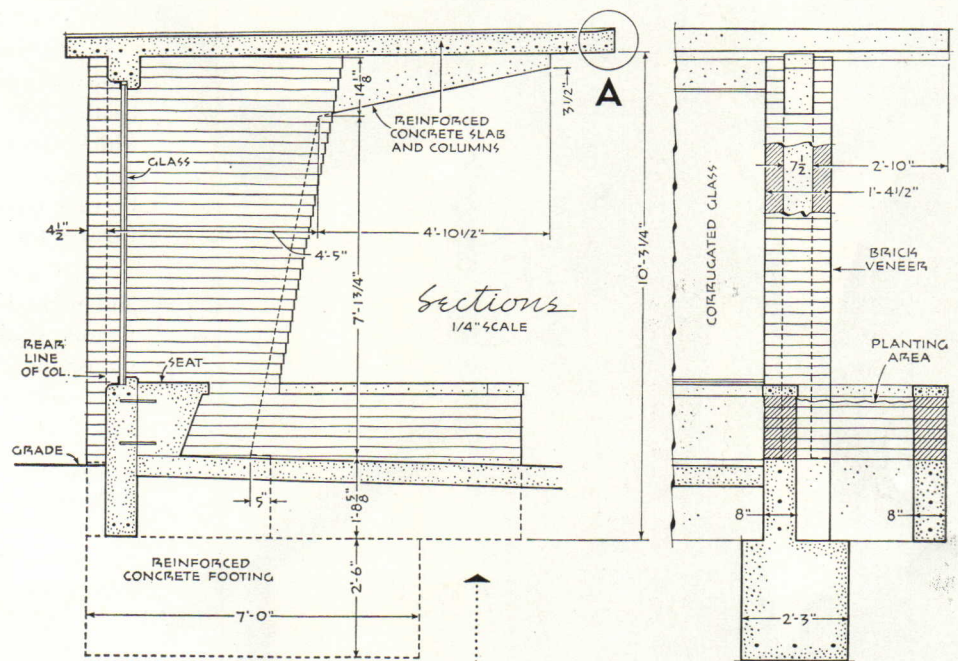 A
14 1/8"
3 1/2"
REINFORCED
CONCRETE SLAB
AND COLUMNS
GLASS
4 1/2"
4'-5"
4'-10 1/2"
7'-1 3/4"
10'-3 1/4"
Sections
1/4" SCALE
REAR
LINE
OF COL.
SEAT
GRADE
5"
1'-8 5/8"
REINFORCED
CONCRETE FOOTING
2'-6"
7'-0"
CORRUGATED GLASS
7 1/2"
2'-10"
1'-4 1/2"
BRICK
VENEER
PLANTING
AREA
8"
8"
2'-3"